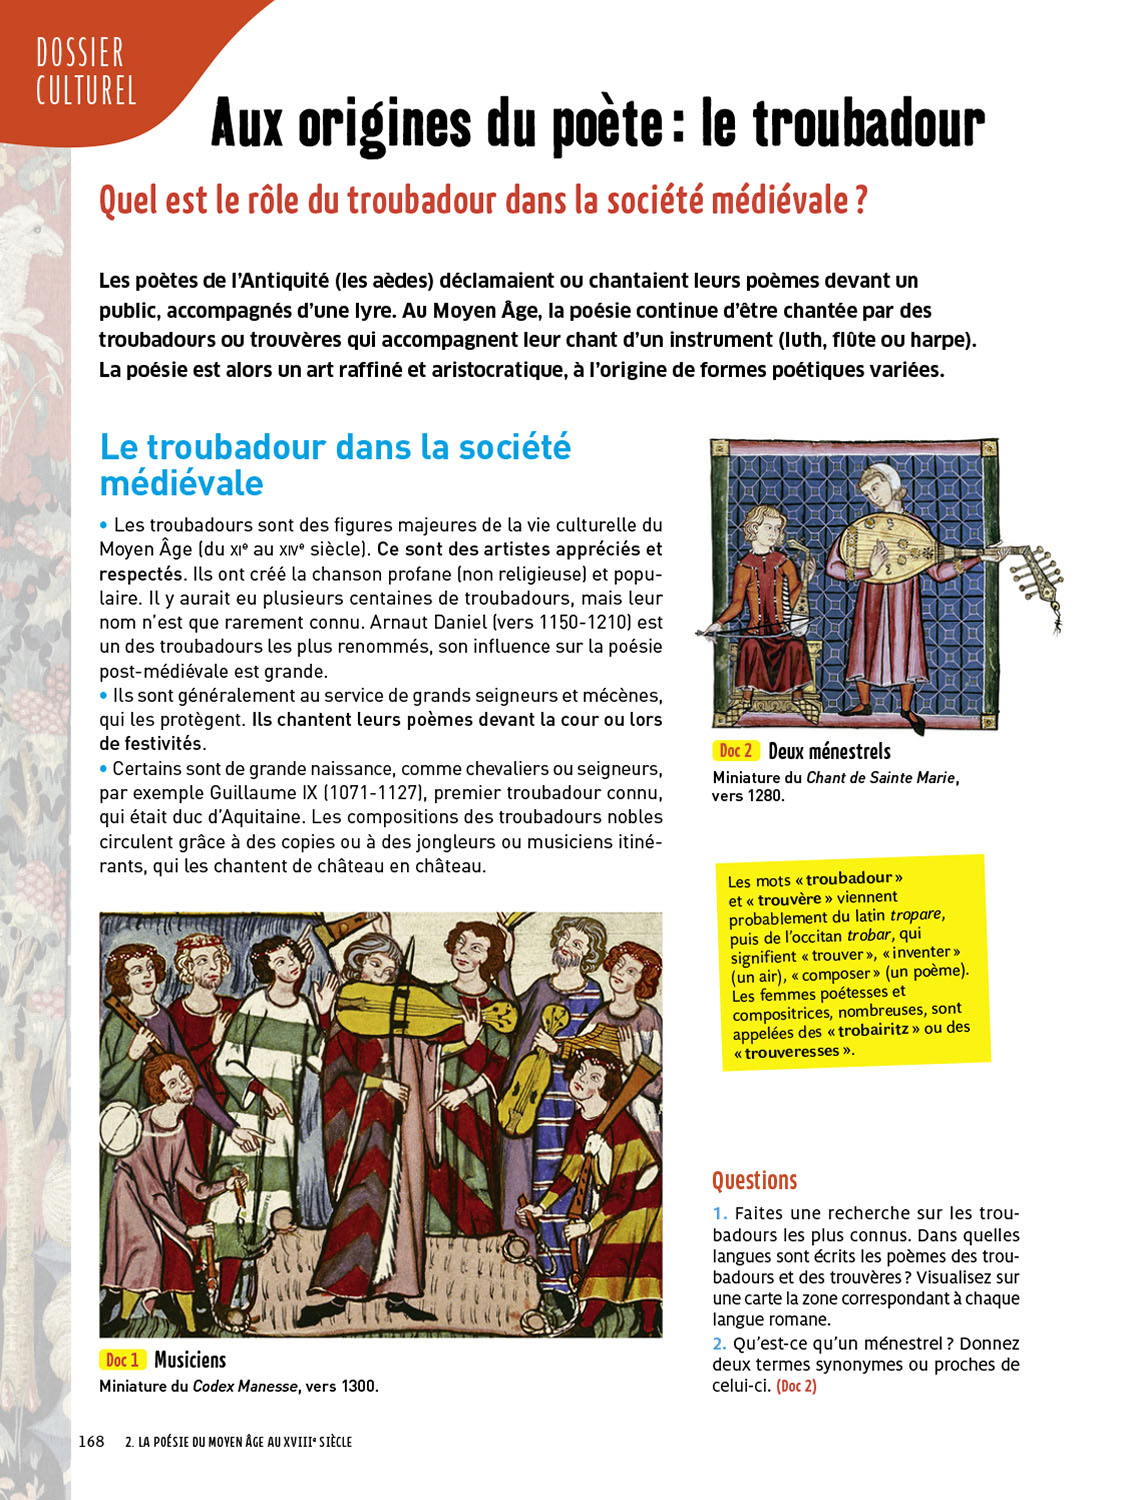 DOSSIER
CULTUREL
Aux origines du poète : le troubadour
Quel est le rôle du troubadour dans la société médiévale ?
Les poètes de l'Antiquité (les aèdes) déclamaient ou chantaient leurs poèmes devant un
public, accompagnés d'une lyre. Au Moyen Âge, la poésie continue d'être chantée par des
troubadours ou trouvères qui accompagnent leur chant d'un instrument (luth, flûte ou harpe).
La poésie est alors un art raffiné et aristocratique, à l'origine de formes poétiques variées.
Le troubadour dans la société
médiévale
• Les troubadours sont des figures majeures de la vie culturelle du
Moyen Âge (du XIe au XIVe siècle). Ce sont des artistes appréciés et
respectés. Ils ont créé la chanson profane (non religieuse) et popu-
laire. Il y aurait eu plusieurs centaines de troubadours, mais leur
nom n'est que rarement connu. Arnaut Daniel (vers 1150-1210) est
un des troubadours les plus renommés, son influence sur la poésie
post-médiévale est grande.
• Ils sont généralement au service de grands seigneurs et mécènes,
qui les protègent. Ils chantent leurs poèmes devant la cour ou lors
de festivités.
• Certains sont de grande naissance, comme chevaliers ou seigneurs,
par exemple Guillaume IX (1071-1127), premier troubadour connu,
qui était duc d'Aquitaine. Les compositions des troubadours nobles
circulent grâce à des copies ou à des jongleurs ou musiciens itiné-
rants, qui les chantent de château en château.
Doc 1 Musiciens
Miniature du Codex Manesse, vers 1300.
Doc 2 Deux ménestrels
Miniature du Chant de Sainte Marie,
vers 1280.
Les mots « troubadour »
et « trouvère » viennent
probablement du latin tropare,
puis de l'occitan trobar, qui
signifient « trouver », « inventer »
(un air), « composer » (un poème).
Les femmes poétesses et
compositrices, nombreuses, sont
appelées des « trobairitz » ou des
« trouveresses ».
Questions
1. Faites une recherche sur les trou-
badours les plus connus. Dans quelles
langues sont écrits les poèmes des trou-
badours et des trouvères ? Visualisez sur
une carte la zone correspondant à chaque
langue romane.
2. Qu'est-ce qu'un ménestrel ? Donnez
deux termes synonymes ou proches de
celui-ci. (Doc 2)
168 2. LA POÉSIE DU MOYEN ÂGE AU XVIIIe SIÈCLE